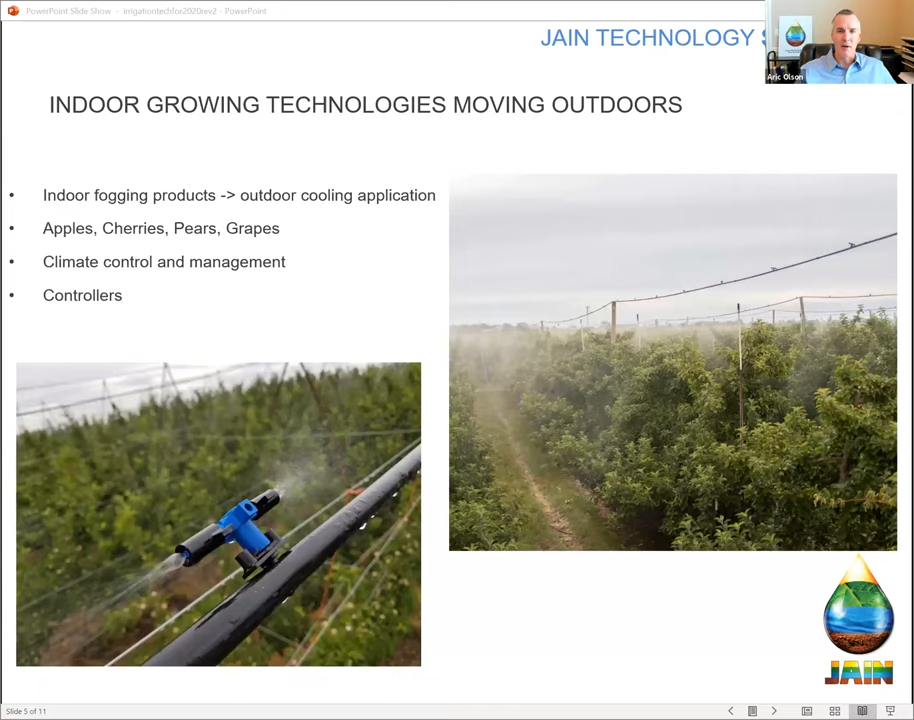 PowerPoint Slide Show - irrigationtechfor2020rev2 - PowerPoint
JAIN TECHNOLOGY
Aric Olson
INDOOR GROWING TECHNOLOGIES MOVING OUTDOORS
• Indoor fogging products -> outdoor cooling application
• Apples, Cherries, Pears, Grapes
• Climate control and management
• Controllers
JAIN
Slide 5 of 11